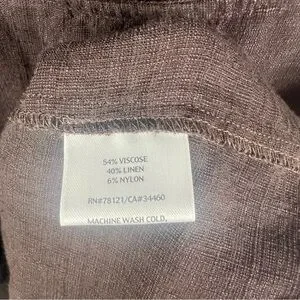 54% VISCOSE
40% LINEN
6% NYLON
RN#78121/CA#34460
MACHINE WASH COLD,